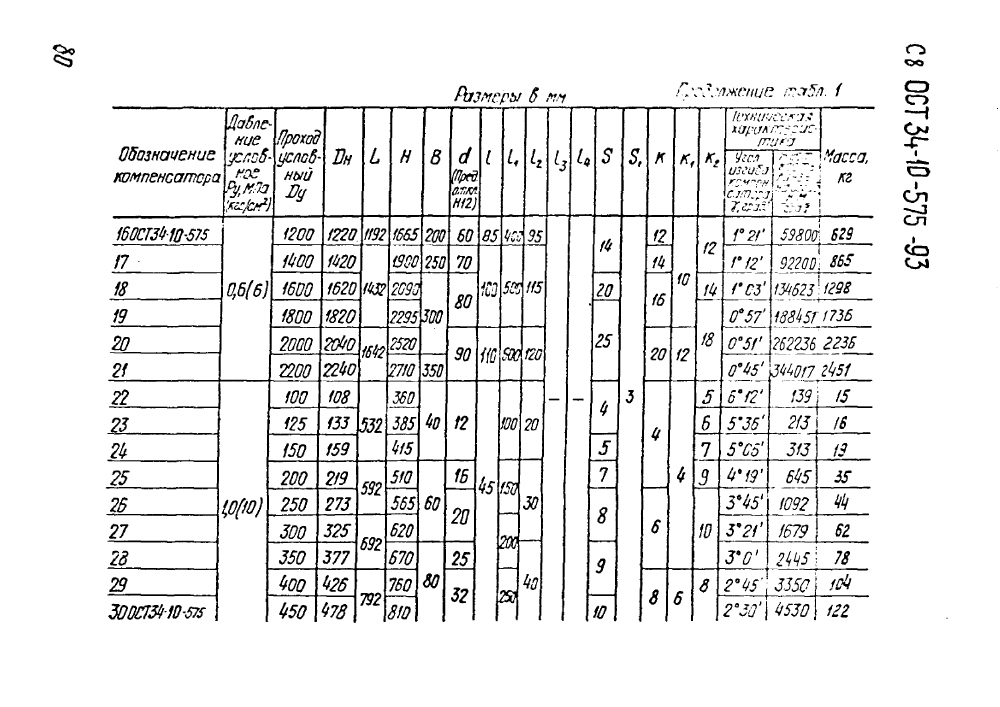 80
С8 ОСТ 34-10-575-93
Размеры в мм
Продолжение табл. 1
Обозначение компенсатора | Давление условное Ру, МПа (кгс/см²) | Проход условный Dy | Dн | L | H | B | d (Пред. откл. H12) | l | l₁ | l₂ | l₃ | l₄ | S | S₁ | K | K₁ | K₂ | Техническая характеристика | Масса, кг
Угол изгиба компенсатора γ, град
16 ОСТ34-10-575 | 0,6(6) | 1200 | 1220 | 1192 | 1665 | 200 | 60 | 85 | 400 | 95 | – | – | 14 | 3 | 12 | 10 | 12 | 1°21' | 59800 | 629
17 | 1400 | 1420 | 1432 | 1900 | 250 | 70 | 100 | 500 | 115 | 14 | 1°12' | 92200 | 865
18 | 1600 | 1620 | 2090 | 300 | 80 | 20 | 16 | 14 | 1°03' | 134623 | 1298
19 | 1800 | 1820 | 2295 | 25 | 18 | 0°57' | 188451 | 1736
20 | 2000 | 2040 | 1642 | 2520 | 90 | 110 | 500 | 120 | 20 | 12 | 0°51' | 262236 | 2236
21 | 2200 | 2240 | 2710 | 350 | 0°45' | 344017 | 2451
22 | 1,0(10) | 100 | 108 | 532 | 360 | 40 | 12 | 45 | 100 | 20 | 4 | 4 | 4 | 5 | 6°12' | 139 | 15
23 | 125 | 133 | 385 | 6 | 5°36' | 213 | 16
24 | 150 | 159 | 415 | 5 | 7 | 5°06' | 313 | 19
25 | 200 | 219 | 592 | 510 | 60 | 16 | 150 | 30 | 7 | 9 | 4°19' | 645 | 35
26 | 250 | 273 | 565 | 20 | 8 | 6 | 10 | 3°45' | 1092 | 44
27 | 300 | 325 | 692 | 620 | 200 | 3°21' | 1679 | 62
28 | 350 | 377 | 670 | 80 | 25 | 40 | 9 | 3°0' | 2445 | 78
29 | 400 | 426 | 792 | 760 | 32 | 250 | 8 | 6 | 8 | 2°45' | 3350 | 104
30 ОСТ34-10-575 | 450 | 478 | 810 | 10 | 2°30' | 4530 | 122